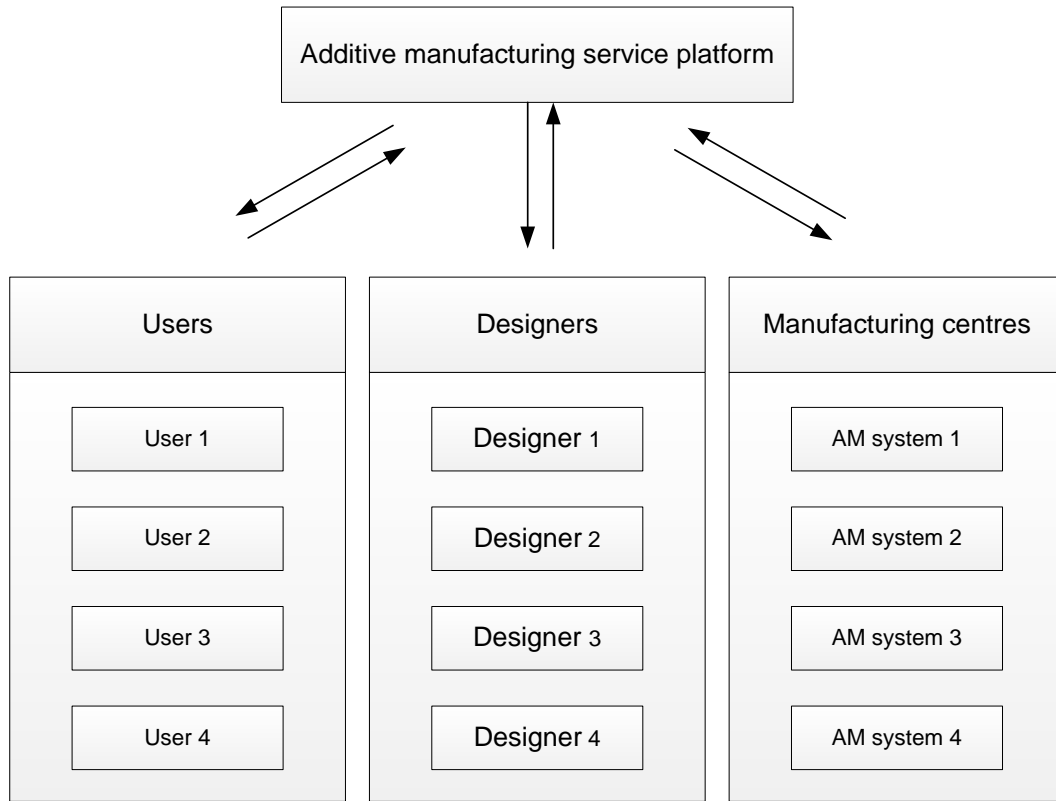 Additive manufacturing service platform
Users
Designers
Manufacturing centres
User 1
Designer 1
AM system 1
User 2
Designer 2
AM system 2
User 3
Designer 3
AM system 3
User 4
Designer 4
AM system 4